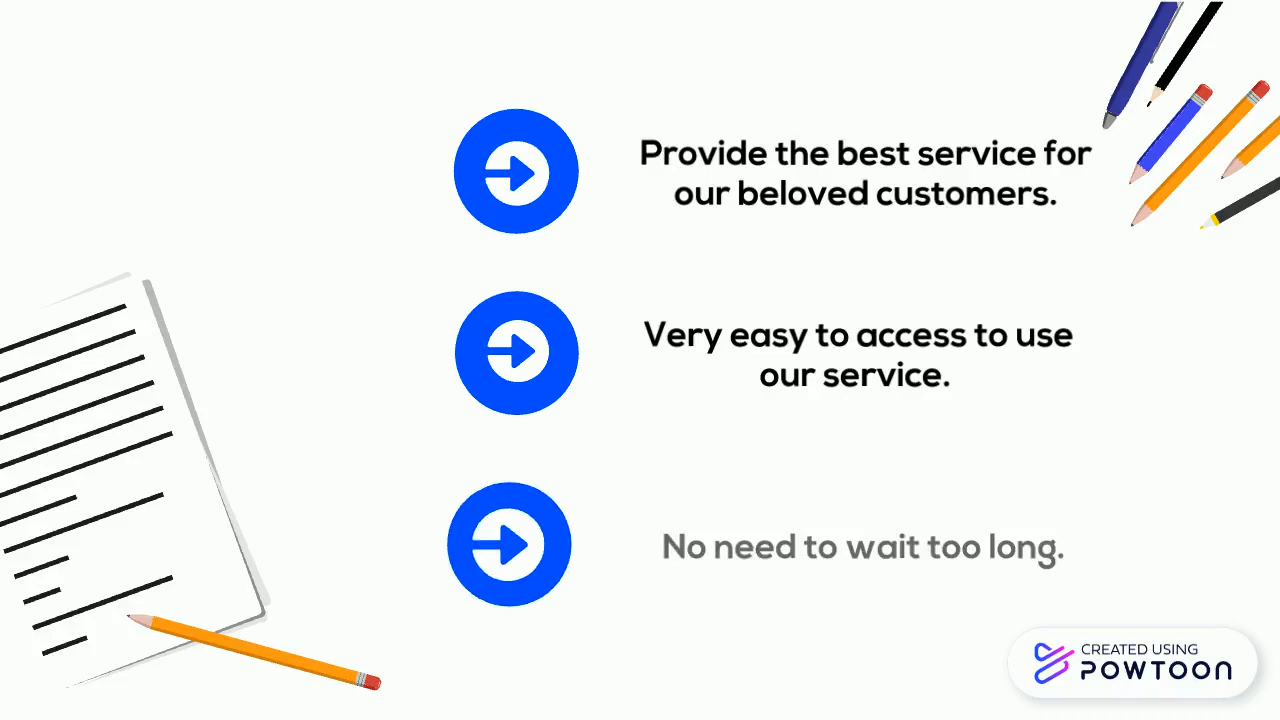 Provide the best service for
our beloved customers.
Very easy to access to use
our service.
No need to wait too long.
CREATED USING
POWTOON